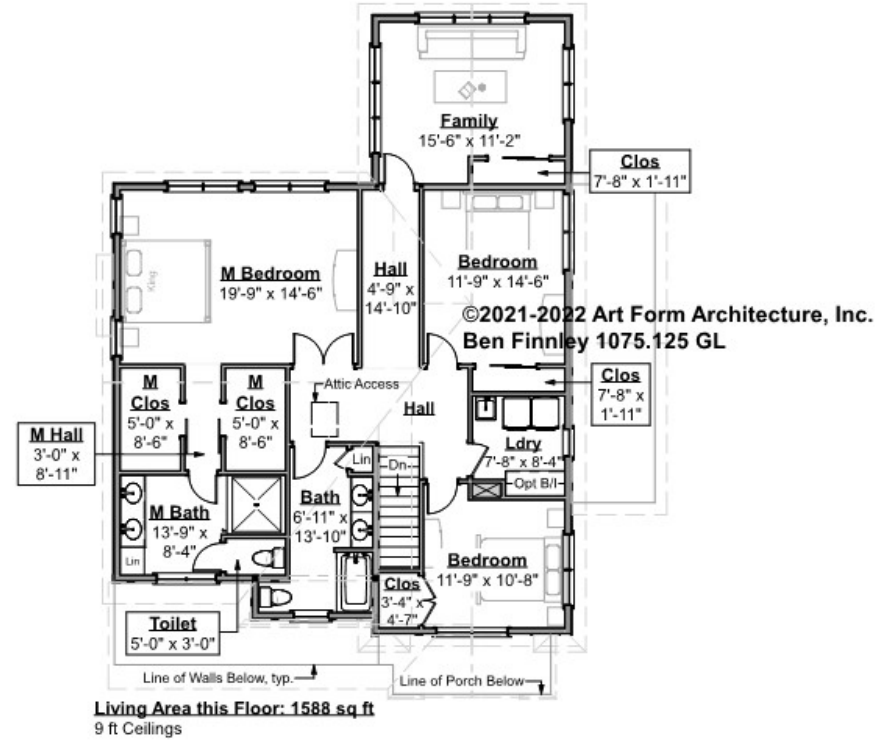 Family
15'-6" x 11'-2"
Clos
7'-8" x 1'-11"
M Bedroom
19'-9" x 14'-6"
King
Hall
4'-9" x
14'-10"
Bedroom
11'-9" x 14'-6"
©2021-2022 Art Form Architecture, Inc.
Ben Finnley 1075.125 GL
Clos
7'-8" x
1'-11"
M
Clos
5'-0" x
8'-6"
M
Clos
5'-0" x
8'-6"
Attic Access
Hall
M Hall
3'-0" x
8'-11"
Ldry
7'-8" x 8'-4"
Opt B/I
Lin
Dn
Bath
6'-11" x
13'-10"
M Bath
13'-9" x
8'-4"
Lin
Bedroom
11'-9" x 10'-8"
Clos
3'-4" x
4'-7"
Toilet
5'-0" x 3'-0"
Line of Walls Below, typ.
Line of Porch Below
Living Area this Floor: 1588 sq ft
9 ft Ceilings